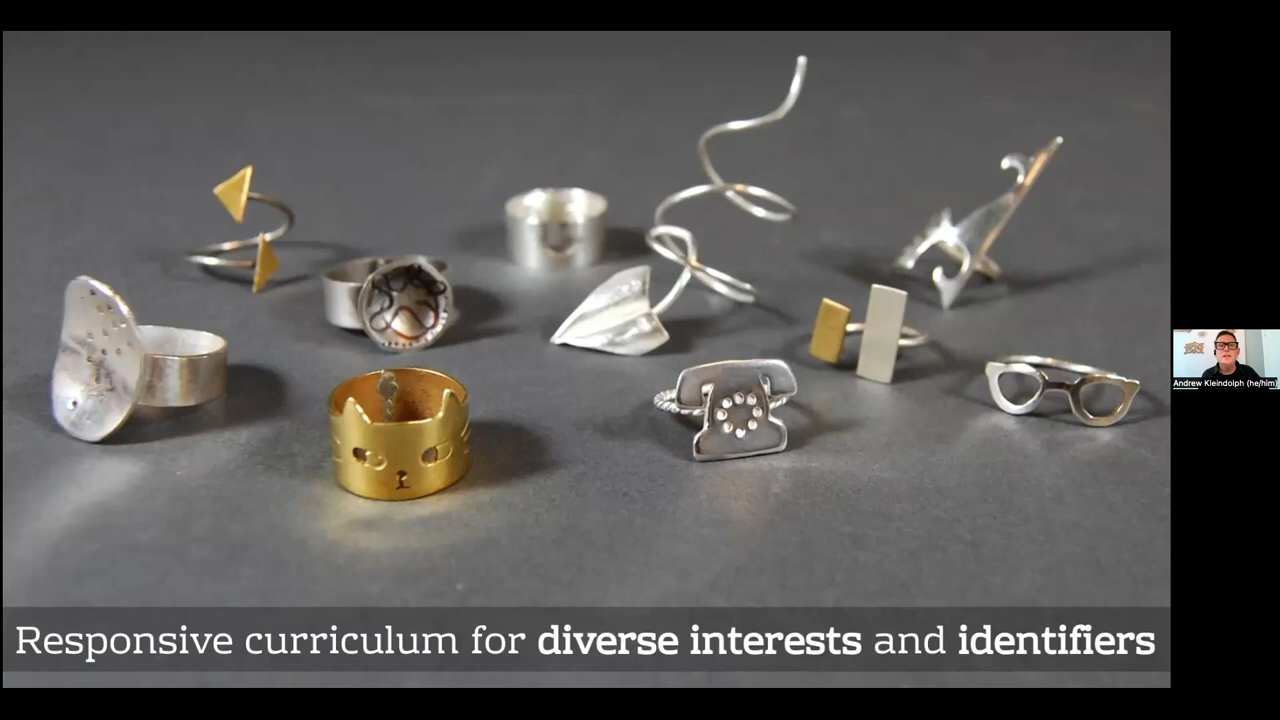 Responsive curriculum for diverse interests and identifiers
Andrew Kleindolph (he/him)